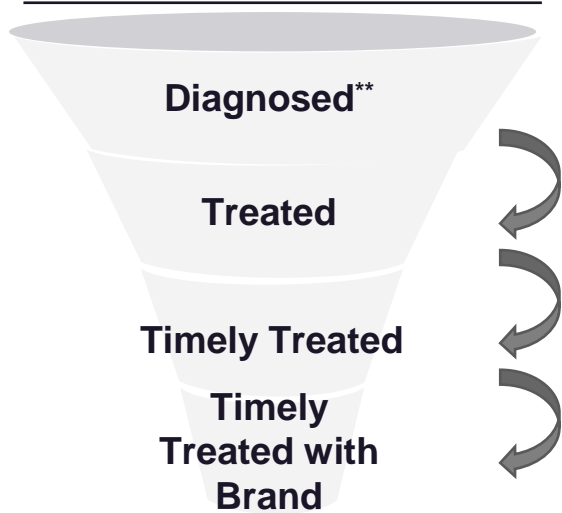 Diagnosed**
Treated
Timely Treated
Timely
Treated with
Brand